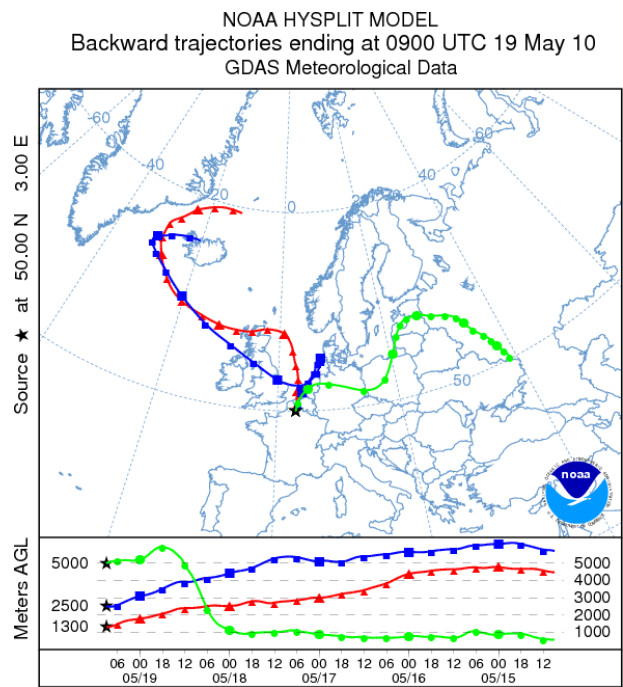 NOAA HYSPLIT MODEL
Backward trajectories ending at 0900 UTC 19 May 10
GDAS Meteorological Data
Source ★ at 50.00 N 3.00 E
-60
-40
-20
0
40
60
50
noaa
Meters AGL
5000
2500
1300
5000
4000
3000
2000
1000
06 00 18 12 06 00 18 12 06 00 18 12 06 00 18 12 06 00 18 12
05/19 05/18 05/17 05/16 05/15